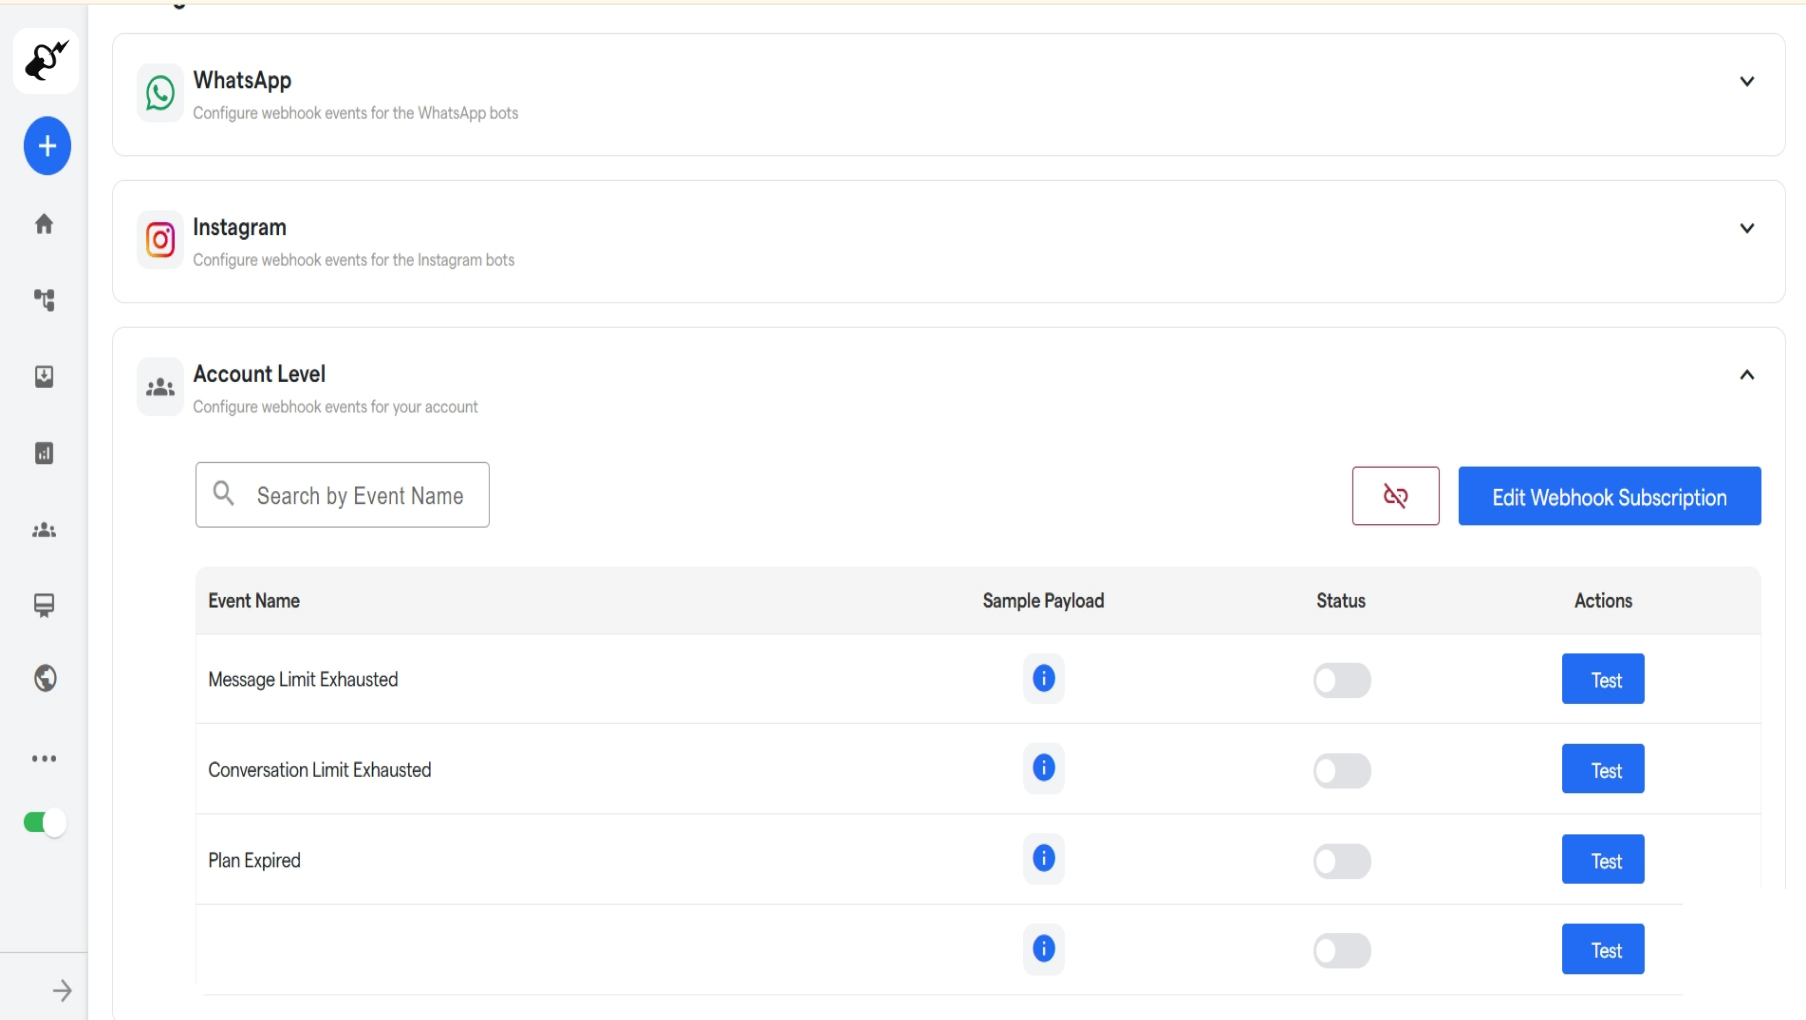 WhatsApp
Configure webhook events for the WhatsApp bots
Instagram
Configure webhook events for the Instagram bots
Account Level
Configure webhook events for your account
Search by Event Name
Edit Webhook Subscription
Event Name Sample Payload Status Actions
Message Limit Exhausted Test
Conversation Limit Exhausted Test
Plan Expired Test
Test